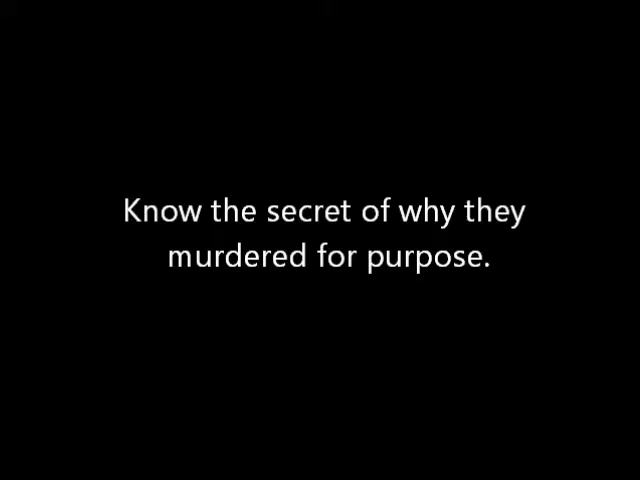 Know the secret of why they
murdered for purpose.